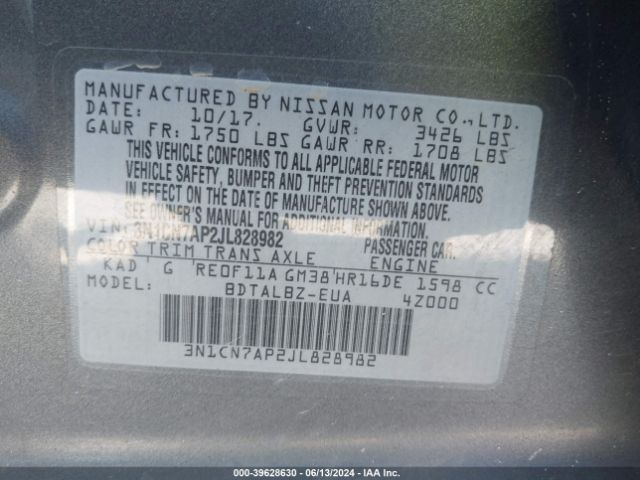 MANUFACTURED BY NISSAN MOTOR CO., LTD.
DATE: 10/17. GVWR: 3426 LBS
GAWR FR: 1750 LBS GAWR RR: 1708 LBS
THIS VEHICLE CONFORMS TO ALL APPLICABLE FEDERAL MOTOR
VEHICLE SAFETY, BUMPER AND THEFT PREVENTION STANDARDS
IN EFFECT ON THE DATE OF MANUFACTURE SHOWN ABOVE.
SEE OWNER'S MANUAL FOR ADDITIONAL INFORMATION.
VIN: 3N1CN7AP2JL828982 PASSENGER CAR
COLOR TRIM TRANS AXLE ENGINE
KAD G RE0F11A GM38 HR16DE 1598 CC
MODEL: BDTALBZ-EUA 4Z000
3N1CN7AP2JL828982
000-39628630 - 06/13/2024 - IAA Inc.